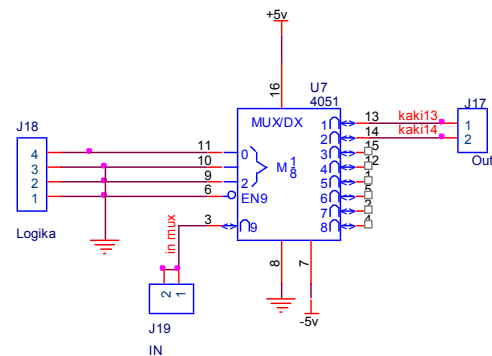 +5v
16
U7
4051
J17
MUX/DX
13
kaki13
1
1
14
kaki14
2
2
Out
J18
4
11
0
3
10
2
9
2
1
6
EN9
M 1/8
3
15
4
12
5
1
6
5
7
2
8
4
3
9
Logika
in mux
8
7
2
1
J19
IN
-5v